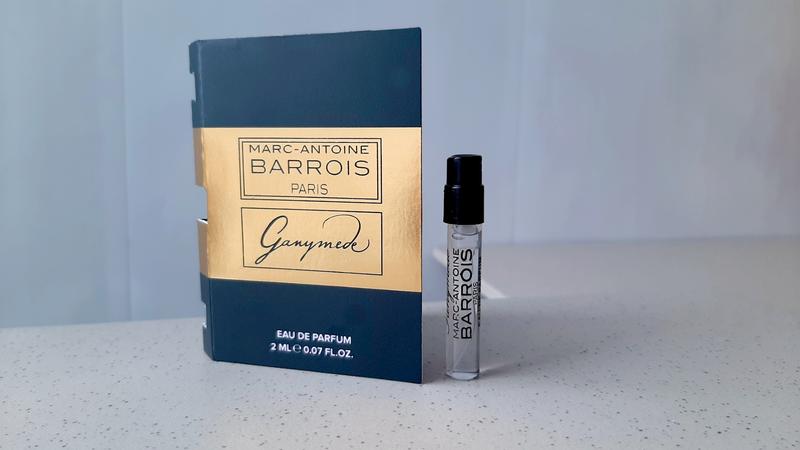 MARC-ANTOINE
BARROIS
PARIS
Ganymede
EAU DE PARFUM
2 ML ℮ 0.07 FL.OZ.
MARC-ANTOINE
BARROIS
PARIS